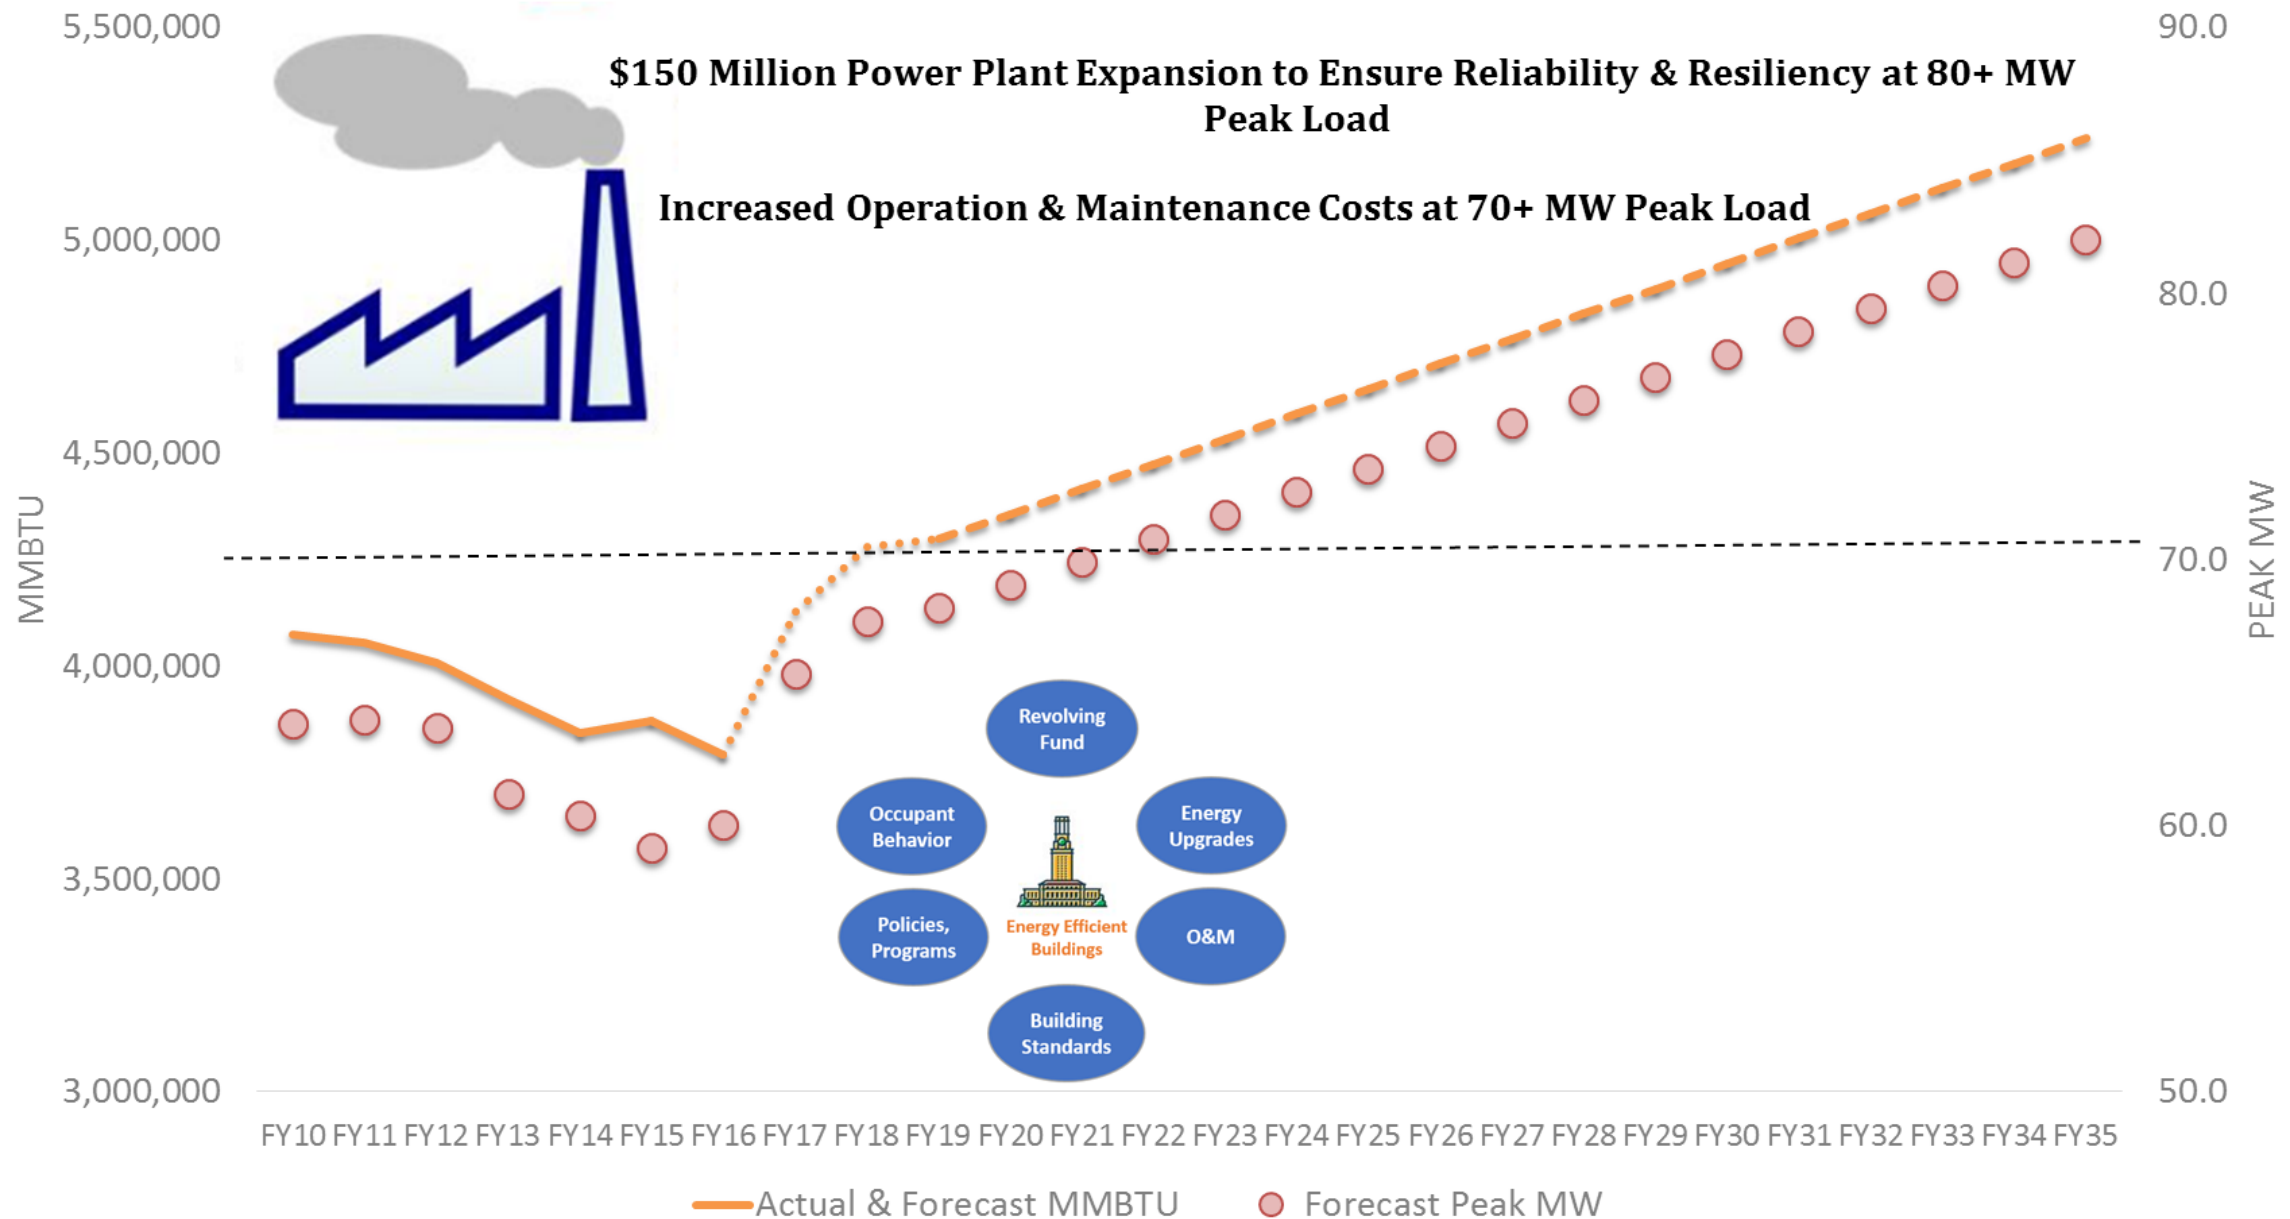 $150 Million Power Plant Expansion to Ensure Reliability & Resiliency at 80+ MW
Peak Load
Increased Operation & Maintenance Costs at 70+ MW Peak Load
MMBTU
5,500,000
5,000,000
4,500,000
4,000,000
3,500,000
3,000,000
PEAK MW
90.0
80.0
70.0
60.0
50.0
Revolving
Fund
Occupant
Behavior
Energy
Upgrades
Policies,
Programs
Energy Efficient
Buildings
O&M
Building
Standards
FY10 FY11 FY12 FY13 FY14 FY15 FY16 FY17 FY18 FY19 FY20 FY21 FY22 FY23 FY24 FY25 FY26 FY27 FY28 FY29 FY30 FY31 FY32 FY33 FY34 FY35
Actual & Forecast MMBTU
Forecast Peak MW